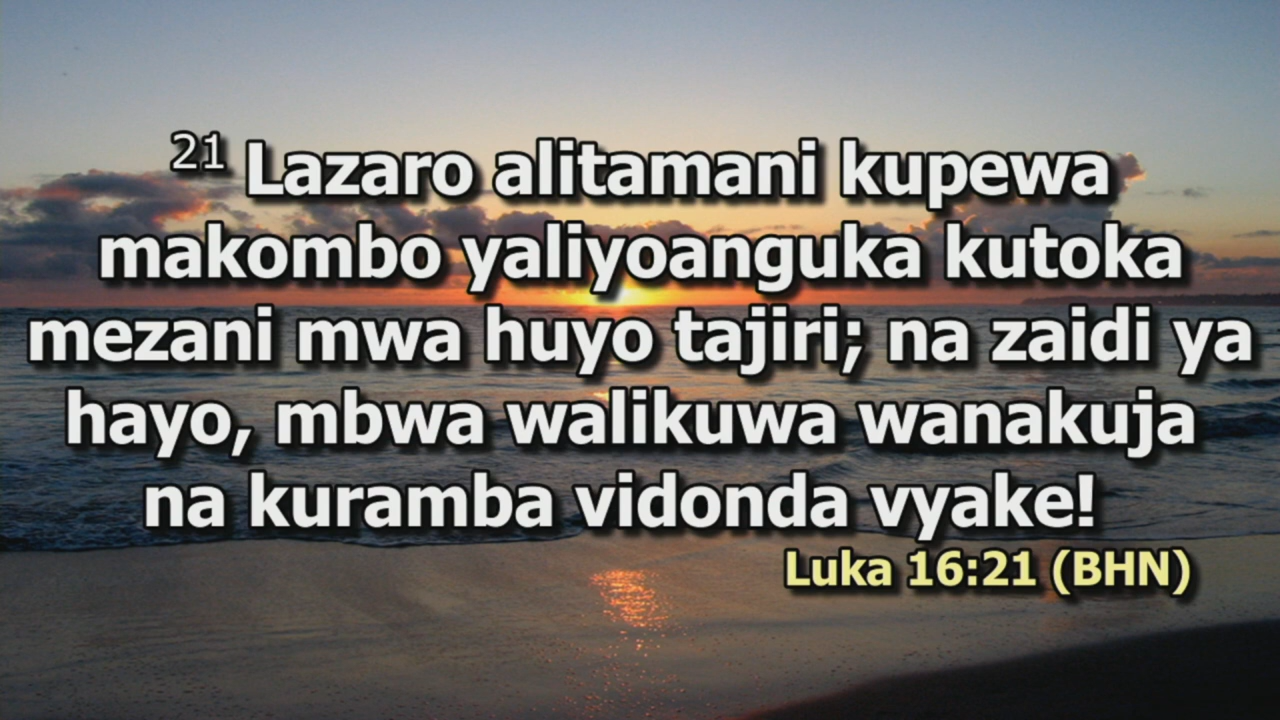 21 Lazaro alitamani kupewa
makombo yaliyoanguka kutoka
mezani mwa huyo tajiri; na zaidi ya
hayo, mbwa walikuwa wanakuja
na kuramba vidonda vyake!
Luka 16:21 (BHN)